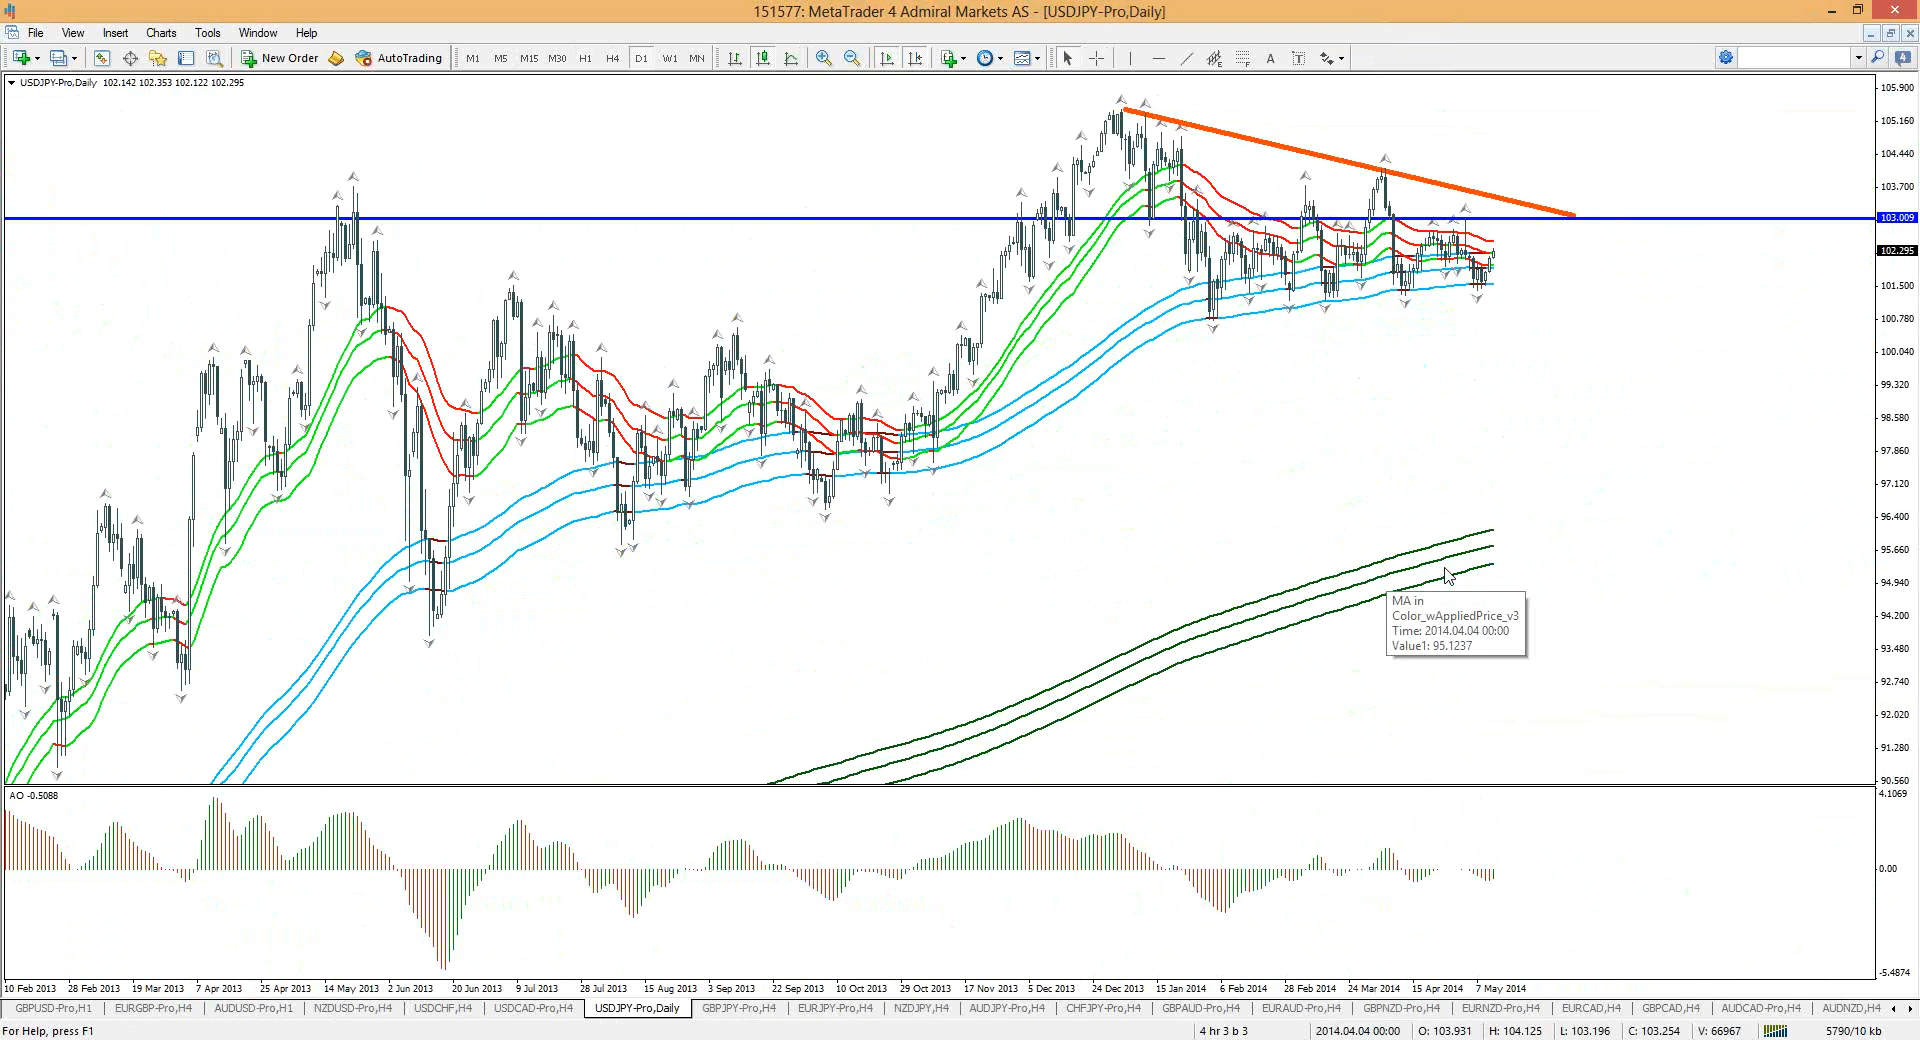 151577: MetaTrader 4 Admiral Markets AS - [USDJPY-Pro,Daily]
File View Insert Charts Tools Window Help
New Order AutoTrading M1 M5 M15 M30 H1 H4 D1 W1 MN A T 4
USDJPY-Pro,Daily 102.142 102.353 102.122 102.295
105.900
105.160
104.440
103.700
103.009
102.295
101.500
100.780
100.040
99.320
98.580
97.860
97.120
96.400
95.660
94.940
94.200
93.480
92.740
92.020
91.280
90.560
MA in
Color_wAppliedPrice_v3
Time: 2014.04.04 00:00
Value1: 95.1237
AO -0.5088
4.1069
0.00
-5.4874
10 Feb 2013 28 Feb 2013 19 Mar 2013 7 Apr 2013 25 Apr 2013 14 May 2013 2 Jun 2013 20 Jun 2013 9 Jul 2013 28 Jul 2013 15 Aug 2013 3 Sep 2013 22 Sep 2013 10 Oct 2013 29 Oct 2013 17 Nov 2013 5 Dec 2013 24 Dec 2013 15 Jan 2014 6 Feb 2014 28 Feb 2014 24 Mar 2014 15 Apr 2014 7 May 2014
GBPUSD-Pro,H1 EURGBP-Pro,H4 AUDUSD-Pro,H1 NZDUSD-Pro,H4 USDCHF,H4 USDCAD-Pro,H4 USDJPY-Pro,Daily GBPJPY-Pro,H4 EURJPY-Pro,H4 NZDJPY,H4 AUDJPY-Pro,H4 CHFJPY-Pro,H4 GBPAUD-Pro,H4 EURAUD-Pro,H4 GBPNZD-Pro,H4 EURNZD-Pro,H4 EURCAD,H4 GBPCAD,H4 AUDCAD-Pro,H4 AUDNZD,H4
For Help, press F1 4 hr 3 b 3 2014.04.04 00:00 O: 103.931 H: 104.125 L: 103.196 C: 103.254 V: 66967 5790/10 kb